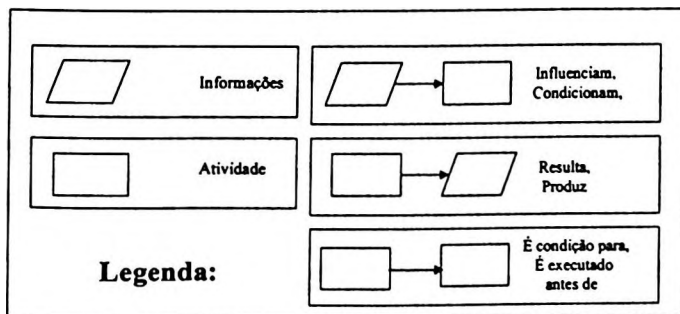 Informações
Influenciam,
Condicionam,
Atividade
Resulta,
Produz
Legenda:
É condição para,
É executado
antes de